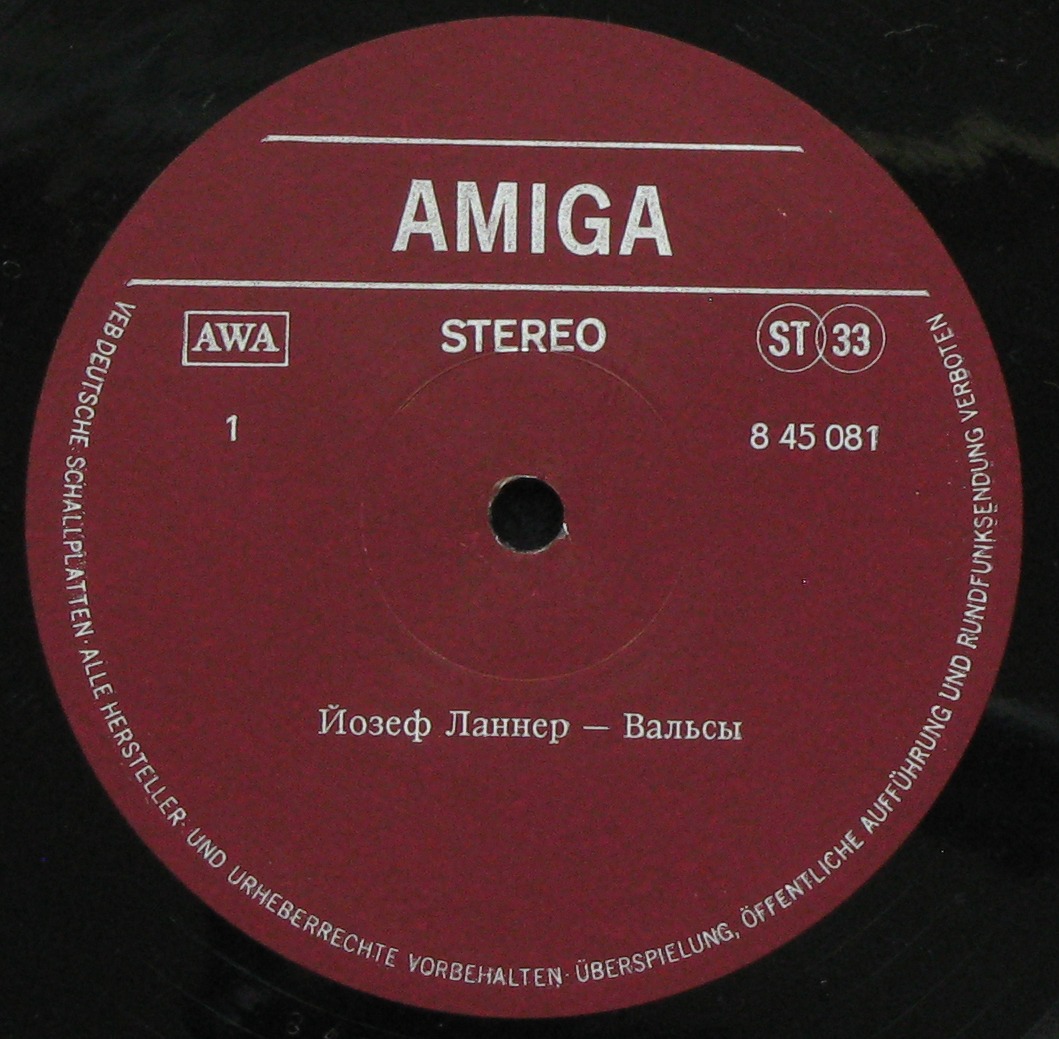 AMIGA
AWA STEREO ST 33
1 8 45 081
Йозеф Ланнер — Вальсы
VEB DEUTSCHE SCHALLPLATTEN · ALLE HERSTELLER- UND URHEBERRECHTE VORBEHALTEN · ÜBERSPIELUNG, ÖFFENTLICHE AUFFÜHRUNG UND RUNDFUNKSENDUNG VERBOTEN